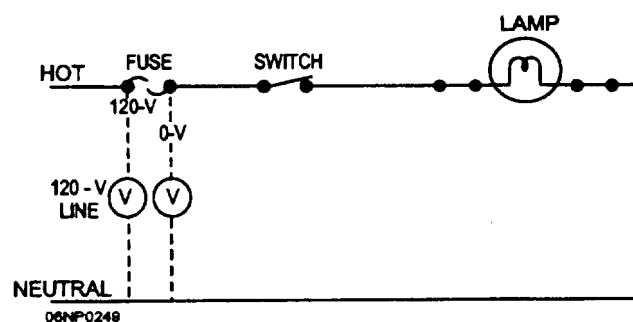 LAMP
FUSE
SWITCH
HOT
120-V
0-V
120 - V
LINE
V
V
NEUTRAL
06NP0249